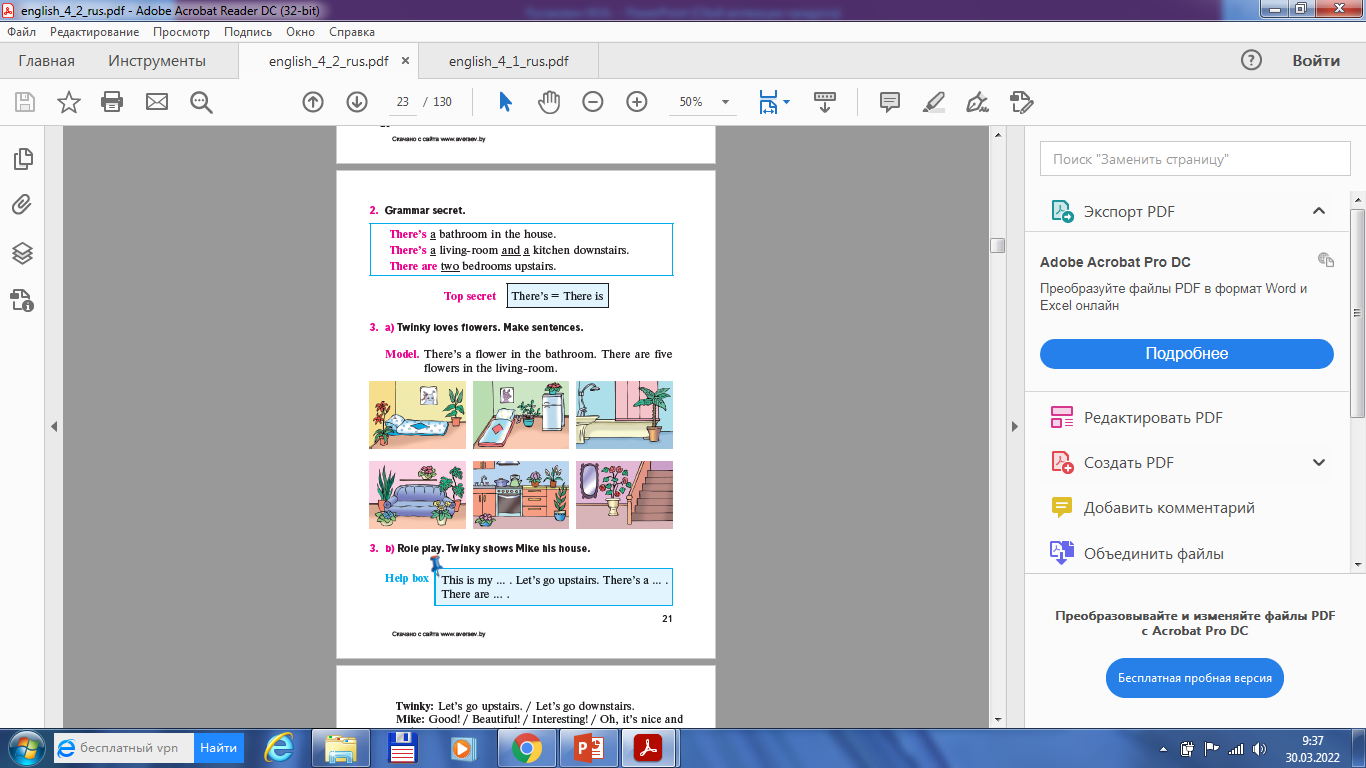 english_4_2_rus.pdf - Adobe Acrobat Reader DC (32-bit)
Файл Редактирование Просмотр Подпись Окно Справка
Главная Инструменты english_4_2_rus.pdf × english_4_1_rus.pdf Войти
23 / 130 50%
Скачано с сайта www.aversev.by
2. Grammar secret.
There's a bathroom in the house.
There's a living-room and a kitchen downstairs.
There are two bedrooms upstairs.
Top secret There's = There is
3. a) Twinky loves flowers. Make sentences.
Model. There's a flower in the bathroom. There are five
flowers in the living-room.
3. b) Role play. Twinky shows Mike his house.
Help box This is my ... . Let's go upstairs. There's a ... .
There are ... .
21
Скачано с сайта www.aversev.by
Twinky: Let's go upstairs. / Let's go downstairs.
Mike: Good! / Beautiful! / Interesting! / Oh, it's nice and
Поиск "Заменить страницу"
Экспорт PDF
Adobe Acrobat Pro DC
Преобразуйте файлы PDF в формат Word и
Excel онлайн
Подробнее
Редактировать PDF
Создать PDF
Добавить комментарий
Объединить файлы
Преобразовывайте и изменяйте файлы PDF
с Acrobat Pro DC
Бесплатная пробная версия
бесплатный vpn Найти
9:37
30.03.2022